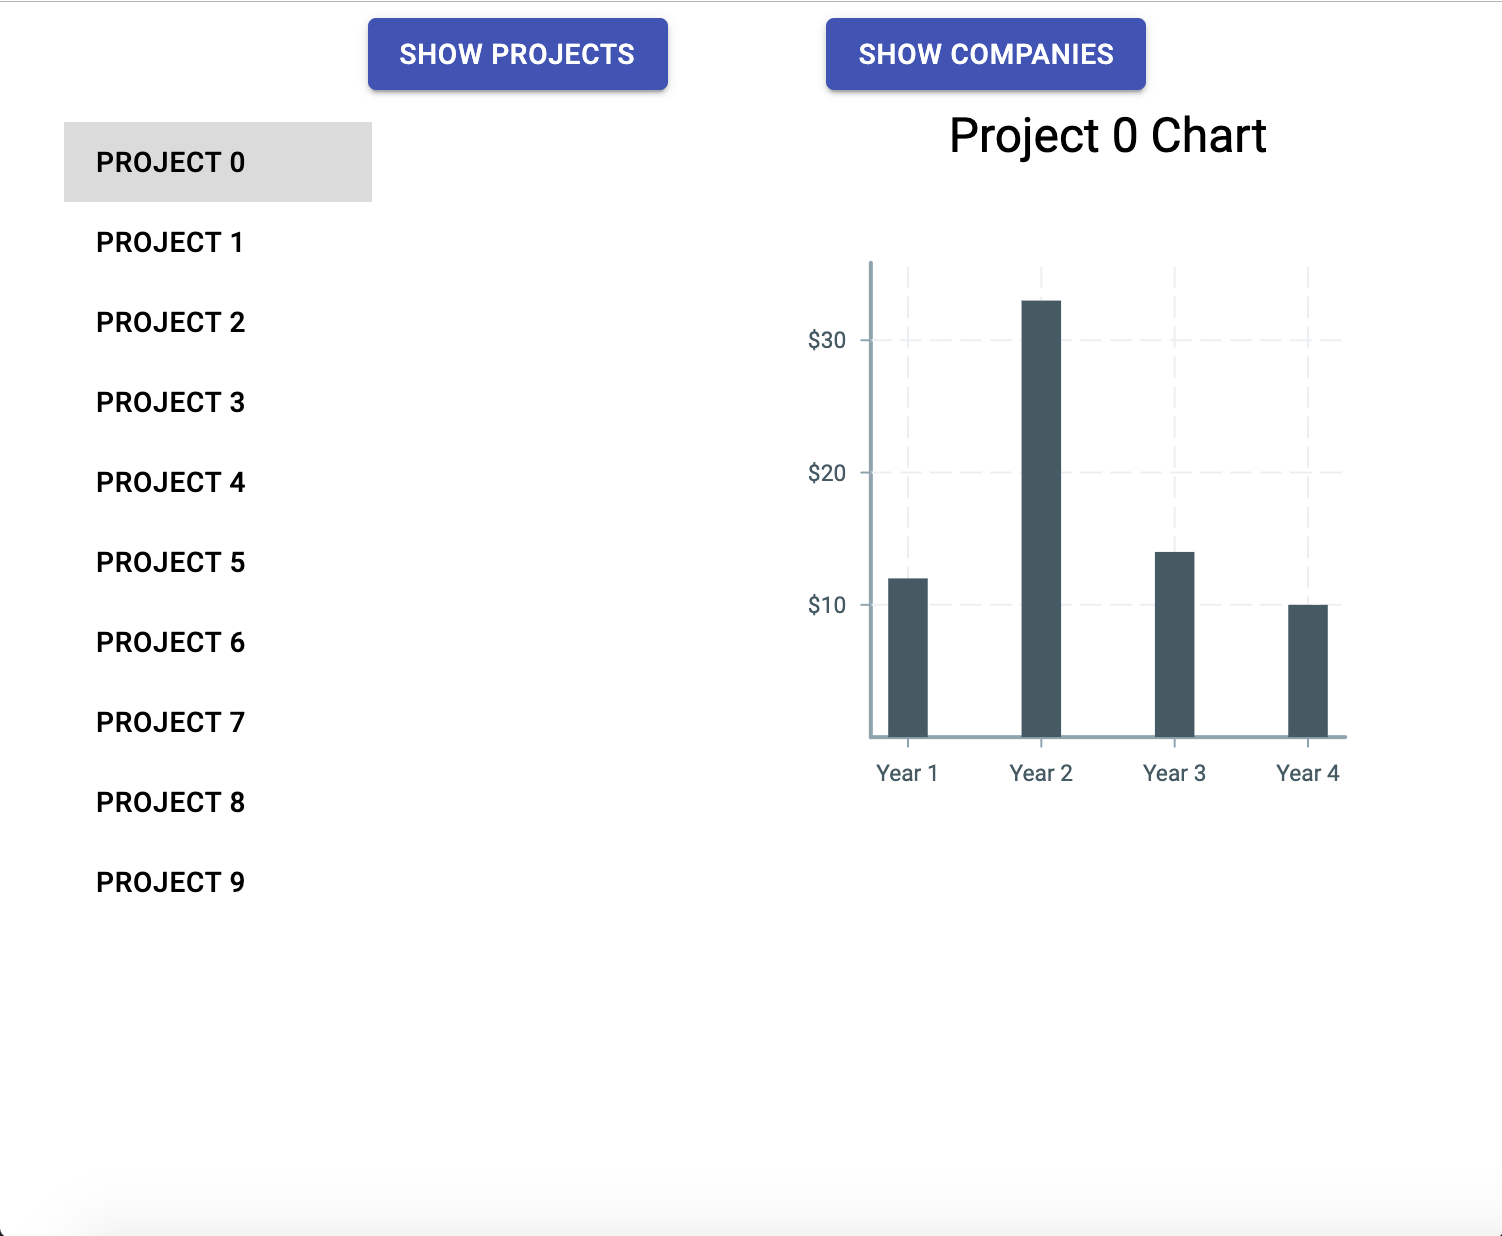 SHOW PROJECTS
SHOW COMPANIES
PROJECT 0
PROJECT 1
PROJECT 2
PROJECT 3
PROJECT 4
PROJECT 5
PROJECT 6
PROJECT 7
PROJECT 8
PROJECT 9
Project 0 Chart
$30
$20
$10
Year 1
Year 2
Year 3
Year 4